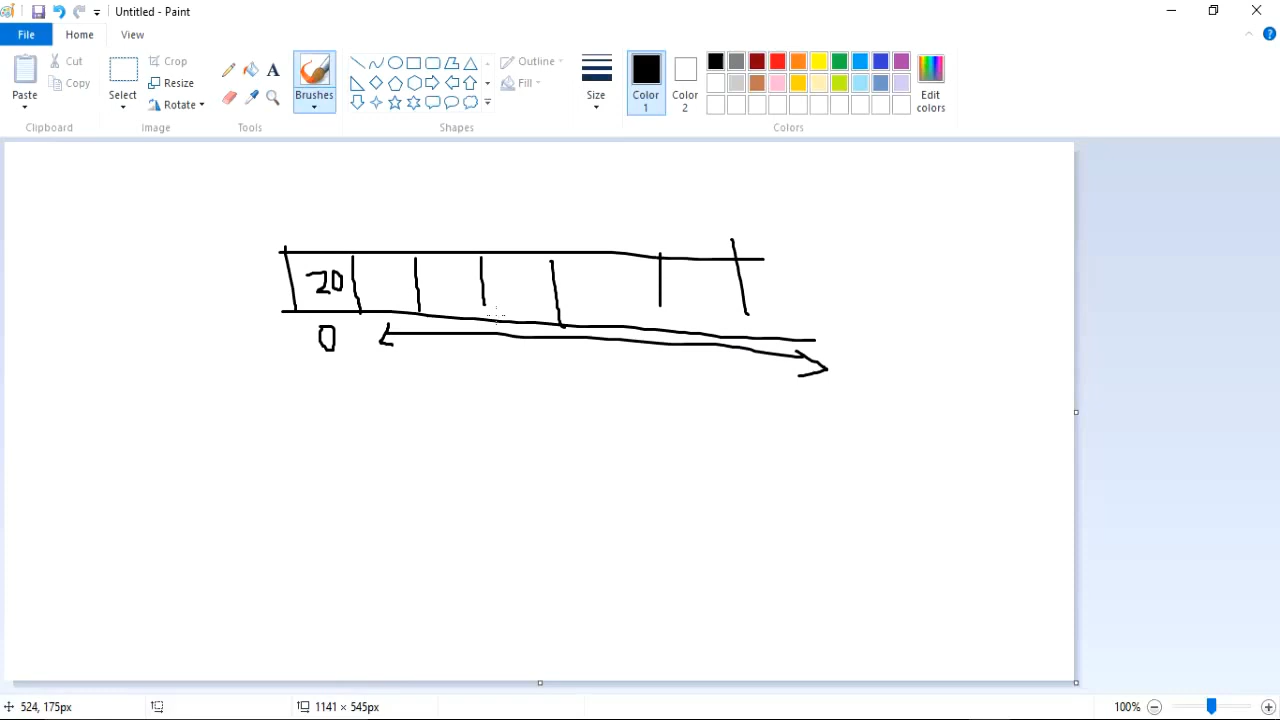 Untitled - Paint
File Home View
Paste
Cut
Copy
Clipboard
Select
Crop
Resize
Rotate
Image
A
Tools
Brushes
Outline
Fill
Shapes
Size
Color 1
Color 2
Edit colors
Colors
20
0
524, 175px
1141 × 545px
100%